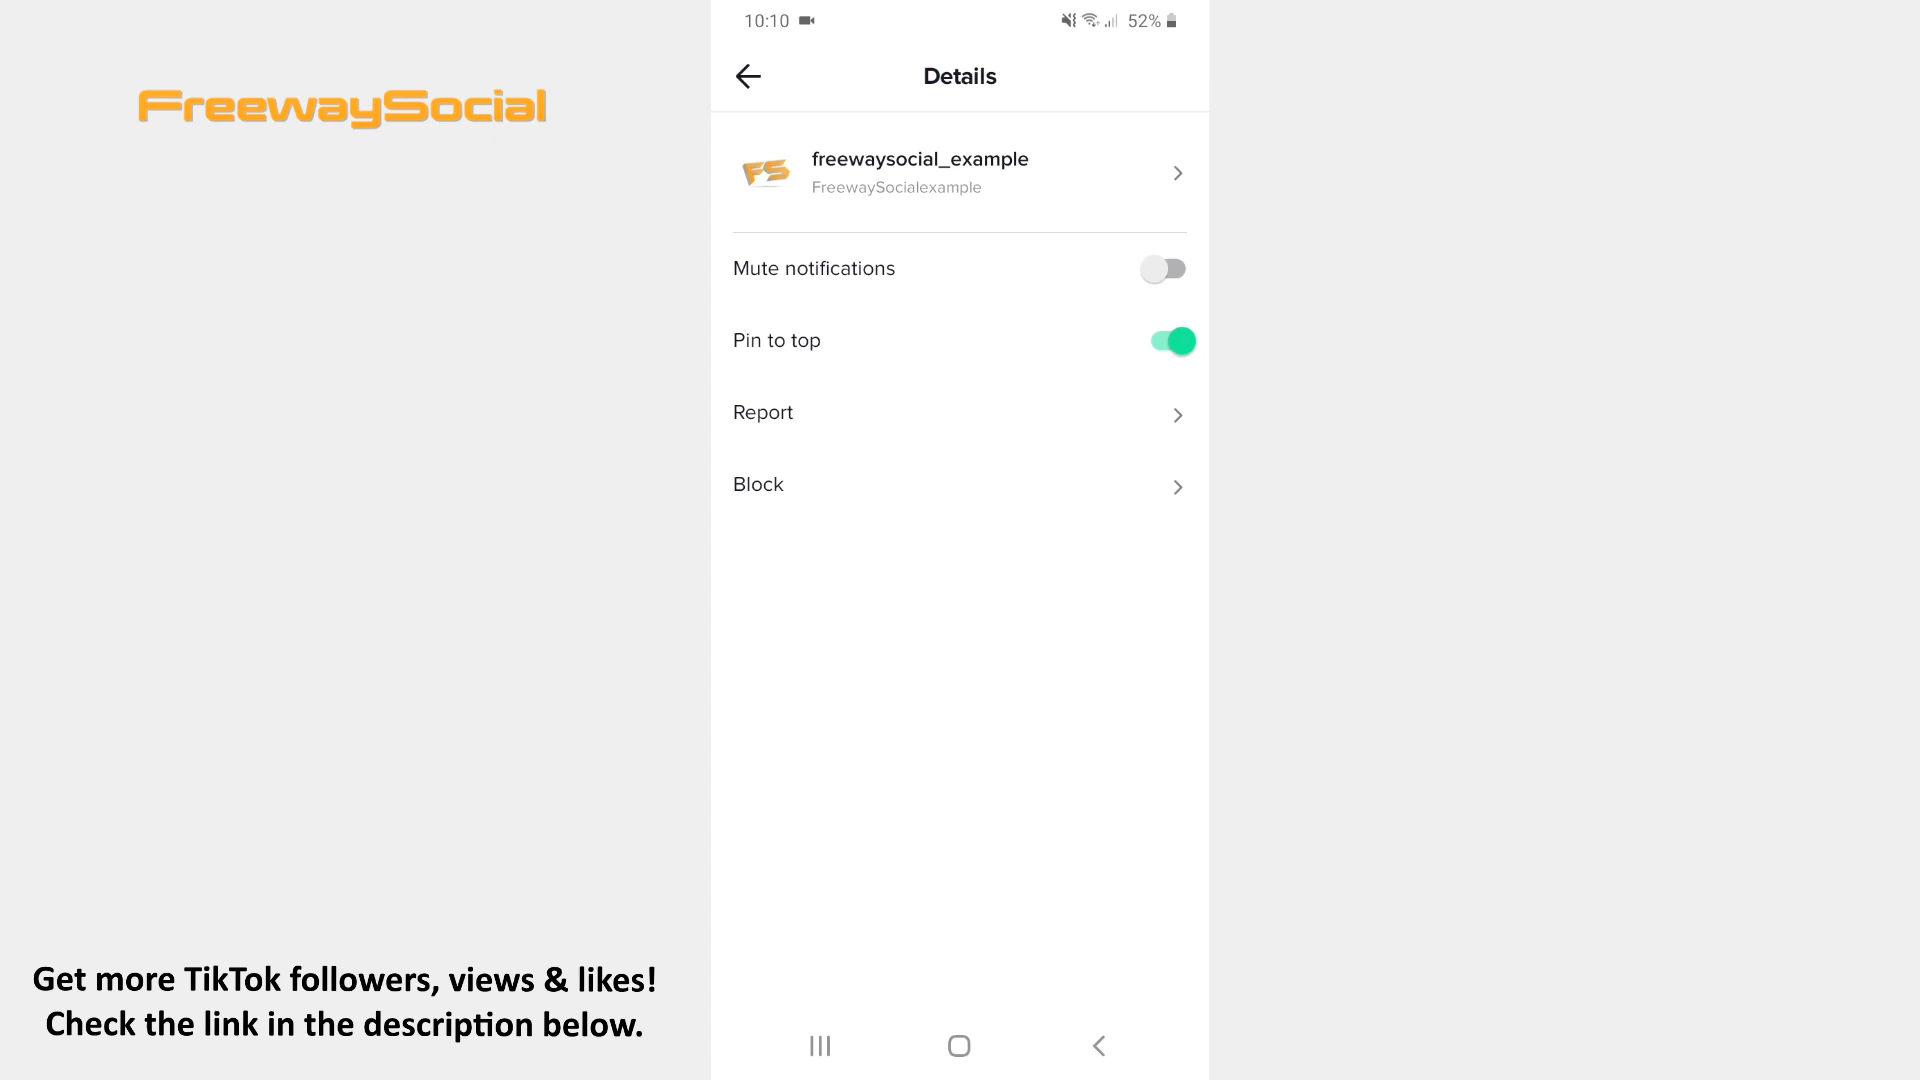 10:10
52%
FreewaySocial
Details
FS
freewaysocial_example
FreewaySocialexample
Mute notifications
Pin to top
Report
Block
Get more TikTok followers, views & likes!
Check the link in the description below.